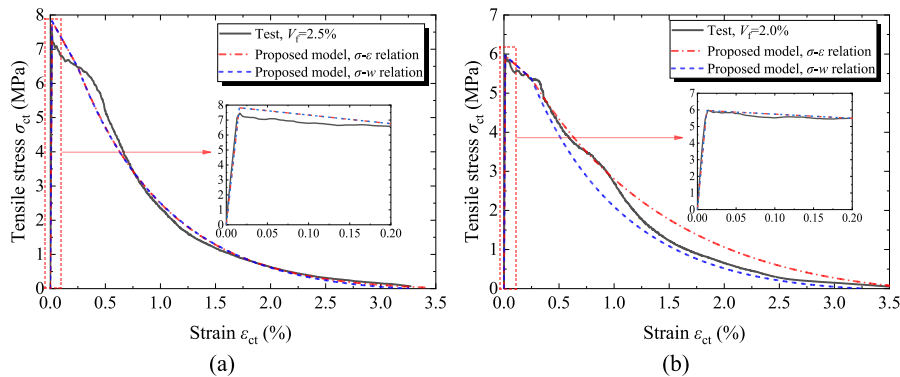 Test, Vf=2.5%
Proposed model, σ-ε relation
Proposed model, σ-w relation
8
7
6
5
4
3
2
1
0
Tensile stress σct (MPa)
8
7
6
5
4
3
2
1
0
0.00 0.05 0.10 0.15 0.20
0.0 0.5 1.0 1.5 2.0 2.5 3.0 3.5
Strain εct (%)
(a)
Test, Vf=2.0%
Proposed model, σ-ε relation
Proposed model, σ-w relation
7
6
5
4
3
2
1
0
Tensile stress σct (MPa)
7
6
5
4
3
2
1
0
0.00 0.05 0.10 0.15 0.20
0.0 0.5 1.0 1.5 2.0 2.5 3.0 3.5
Strain εct (%)
(b)